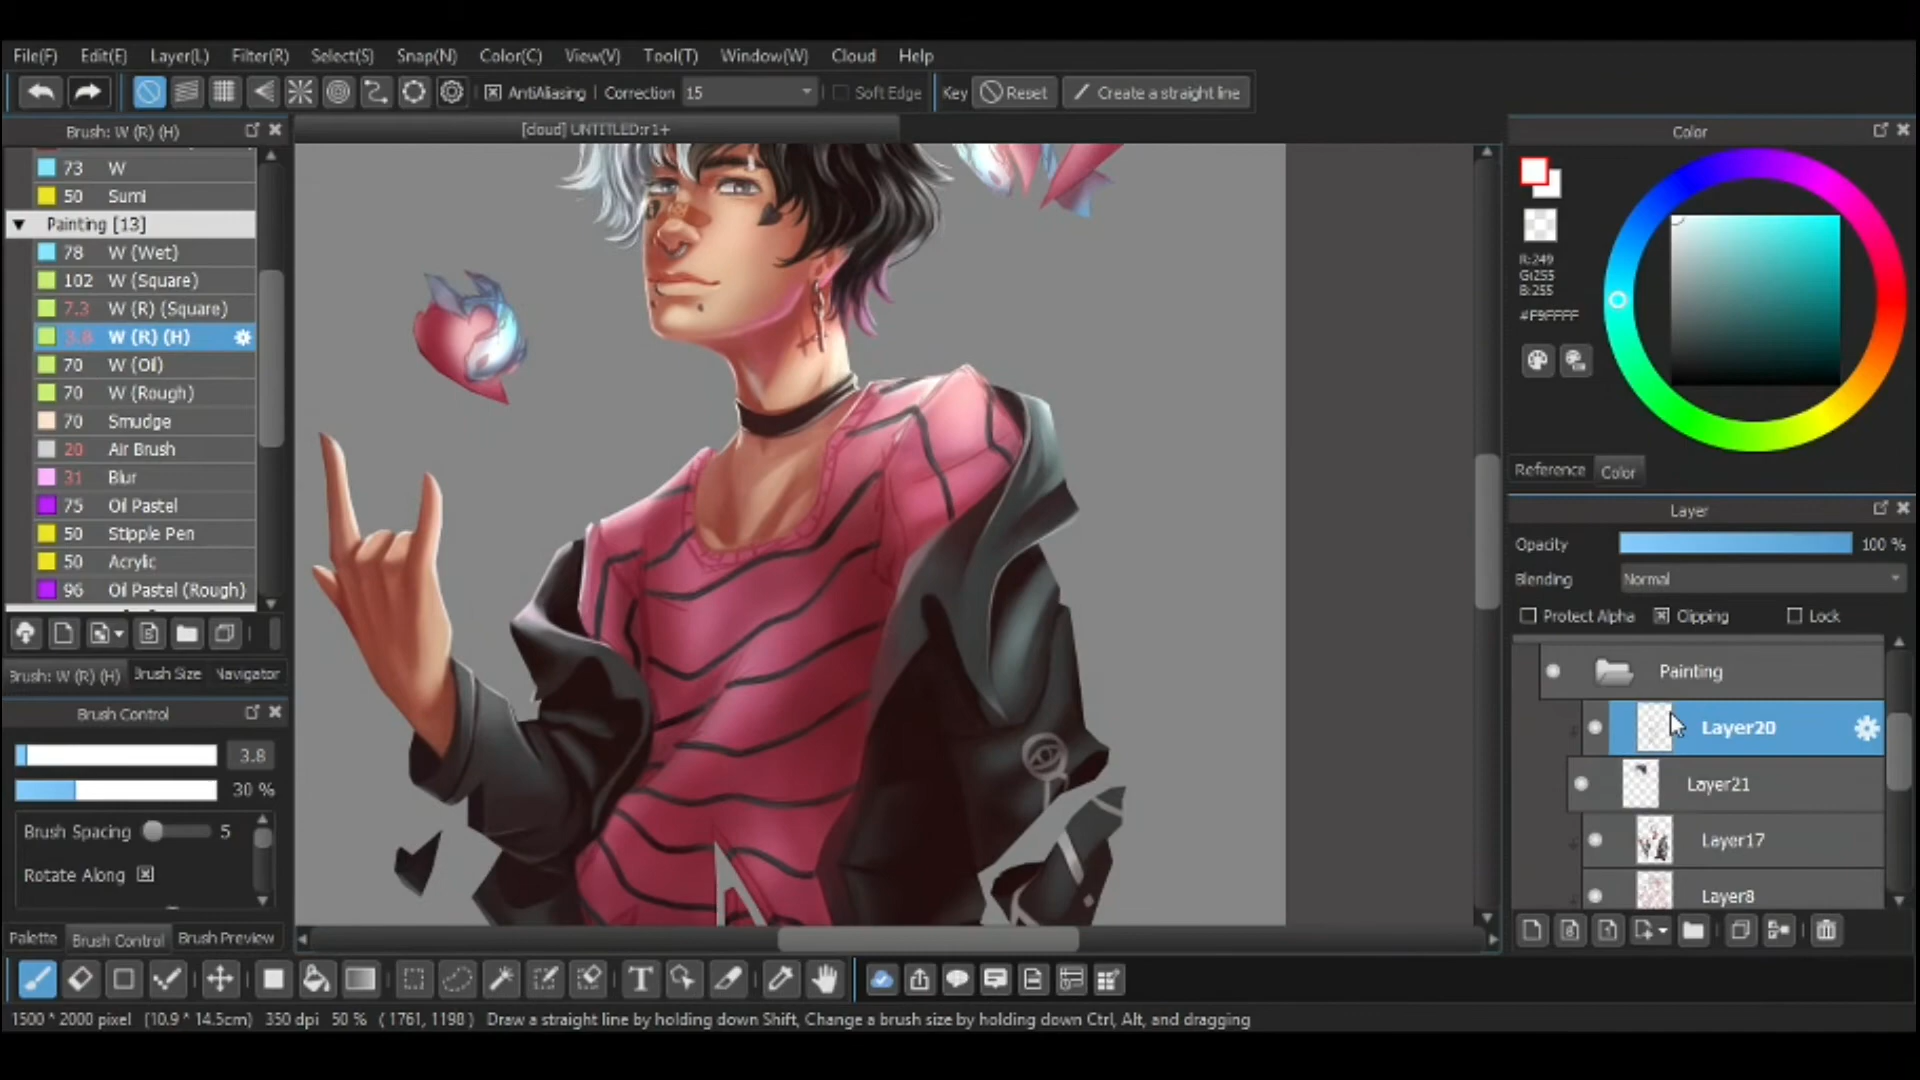 File(F) Edit(E) Layer(L) Filter(R) Select(S) Snap(N) Color(C) View(V) Tool(T) Window(W) Cloud Help
AntiAliasing Correction 15 Soft Edge Key Reset Create a straight line
Brush: W (R) (H)
[cloud] UNTITLED:r1+
Color
73 W
50 Sumi
Painting [13]
78 W (Wet)
102 W (Square)
7.3 W (R) (Square)
3.8 W (R) (H)
70 W (Oil)
70 W (Rough)
70 Smudge
20 Air Brush
31 Blur
75 Oil Pastel
50 Stipple Pen
50 Acrylic
96 Oil Pastel (Rough)
Brush: W (R) (H) Brush Size Navigator
Brush Control
3.8
30 %
Brush Spacing 5
Rotate Along
Palette Brush Control Brush Preview
R:249
G:255
B:255
#F9FFFF
Reference Color
Layer
Opacity 100 %
Blending Normal
Protect Alpha Clipping Lock
Painting
Layer20
Layer21
Layer17
Layer8
1500 * 2000 pixel (10.9 * 14.5cm) 350 dpi 50 % ( 1761, 1198 ) Draw a straight line by holding down Shift, Change a brush size by holding down Ctrl, Alt, and dragging